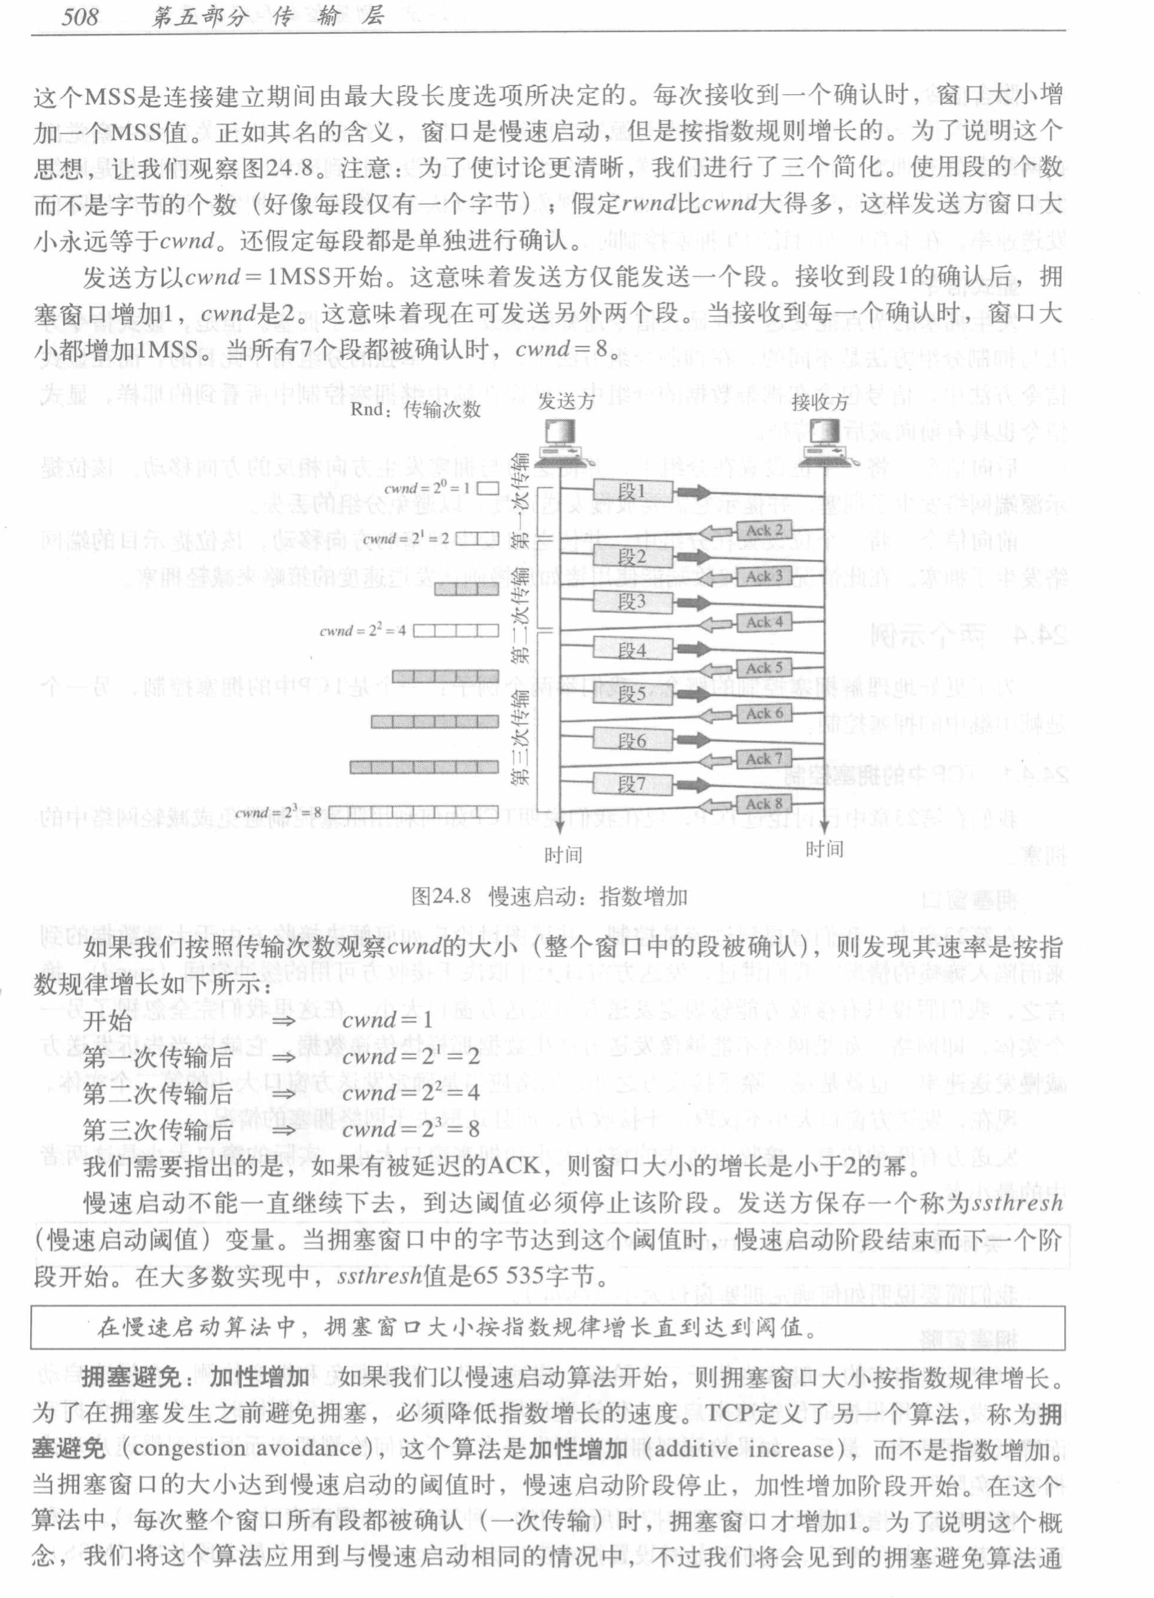 508 第五部分 传 输 层
这个MSS是连接建立期间由最大段长度选项所决定的。每次接收到一个确认时，窗口大小增
加一个MSS值。正如其名的含义，窗口是慢速启动，但是按指数规则增长的。为了说明这个
思想，让我们观察图24.8。注意：为了使讨论更清晰，我们进行了三个简化。使用段的个数
而不是字节的个数（好像每段仅有一个字节）；假定rwnd比cwnd大得多，这样发送方窗口大
小永远等于cwnd。还假定每段都是单独进行确认。
发送方以cwnd = 1MSS开始。这意味着发送方仅能发送一个段。接收到段1的确认后，拥
塞窗口增加1，cwnd是2。这意味着现在可发送另外两个段。当接收到每一个确认时，窗口大
小都增加1MSS。当所有7个段都被确认时，cwnd = 8。
Rnd：传输次数 发送方 接收方
cwnd = 2⁰ = 1
第一次传输
段1
Ack 2
cwnd = 2¹ = 2
第二次传输
段2
Ack 3
段3
Ack 4
cwnd = 2² = 4
第三次传输
段4
Ack 5
段5
Ack 6
段6
Ack 7
段7
Ack 8
cwnd = 2³ = 8
时间 时间
图24.8 慢速启动：指数增加
如果我们按照传输次数观察cwnd的大小（整个窗口中的段被确认），则发现其速率是按指
数规律增长如下所示：
开始 ⇒ cwnd = 1
第一次传输后 ⇒ cwnd = 2¹ = 2
第二次传输后 ⇒ cwnd = 2² = 4
第三次传输后 ⇒ cwnd = 2³ = 8
我们需要指出的是，如果有被延迟的ACK，则窗口大小的增长是小于2的幂。
慢速启动不能一直继续下去，到达阈值必须停止该阶段。发送方保存一个称为ssthresh
（慢速启动阈值）变量。当拥塞窗口中的字节达到这个阈值时，慢速启动阶段结束而下一个阶
段开始。在大多数实现中，ssthresh值是65 535字节。
在慢速启动算法中，拥塞窗口大小按指数规律增长直到达到阈值。
拥塞避免：加性增加 如果我们以慢速启动算法开始，则拥塞窗口大小按指数规律增长。
为了在拥塞发生之前避免拥塞，必须降低指数增长的速度。TCP定义了另一个算法，称为拥
塞避免（congestion avoidance），这个算法是加性增加（additive increase），而不是指数增加。
当拥塞窗口的大小达到慢速启动的阈值时，慢速启动阶段停止，加性增加阶段开始。在这个
算法中，每次整个窗口所有段都被确认（一次传输）时，拥塞窗口才增加1。为了说明这个概
念，我们将这个算法应用到与慢速启动相同的情况中，不过我们将会见到的拥塞避免算法通